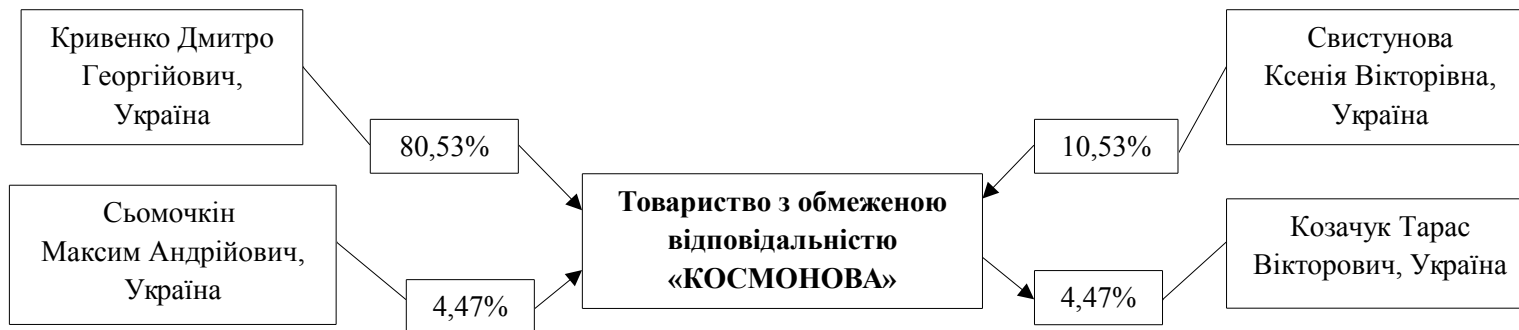 Кривенко Дмитро
Георгійович,
Україна
80,53%
Сьомочкін
Максим Андрійович,
Україна
4,47%
Товариство з обмеженою
відповідальністю
«КОСМОНОВА»
Свистунова
Ксенія Вікторівна,
Україна
10,53%
Козачук Тарас
Вікторович, Україна
4,47%